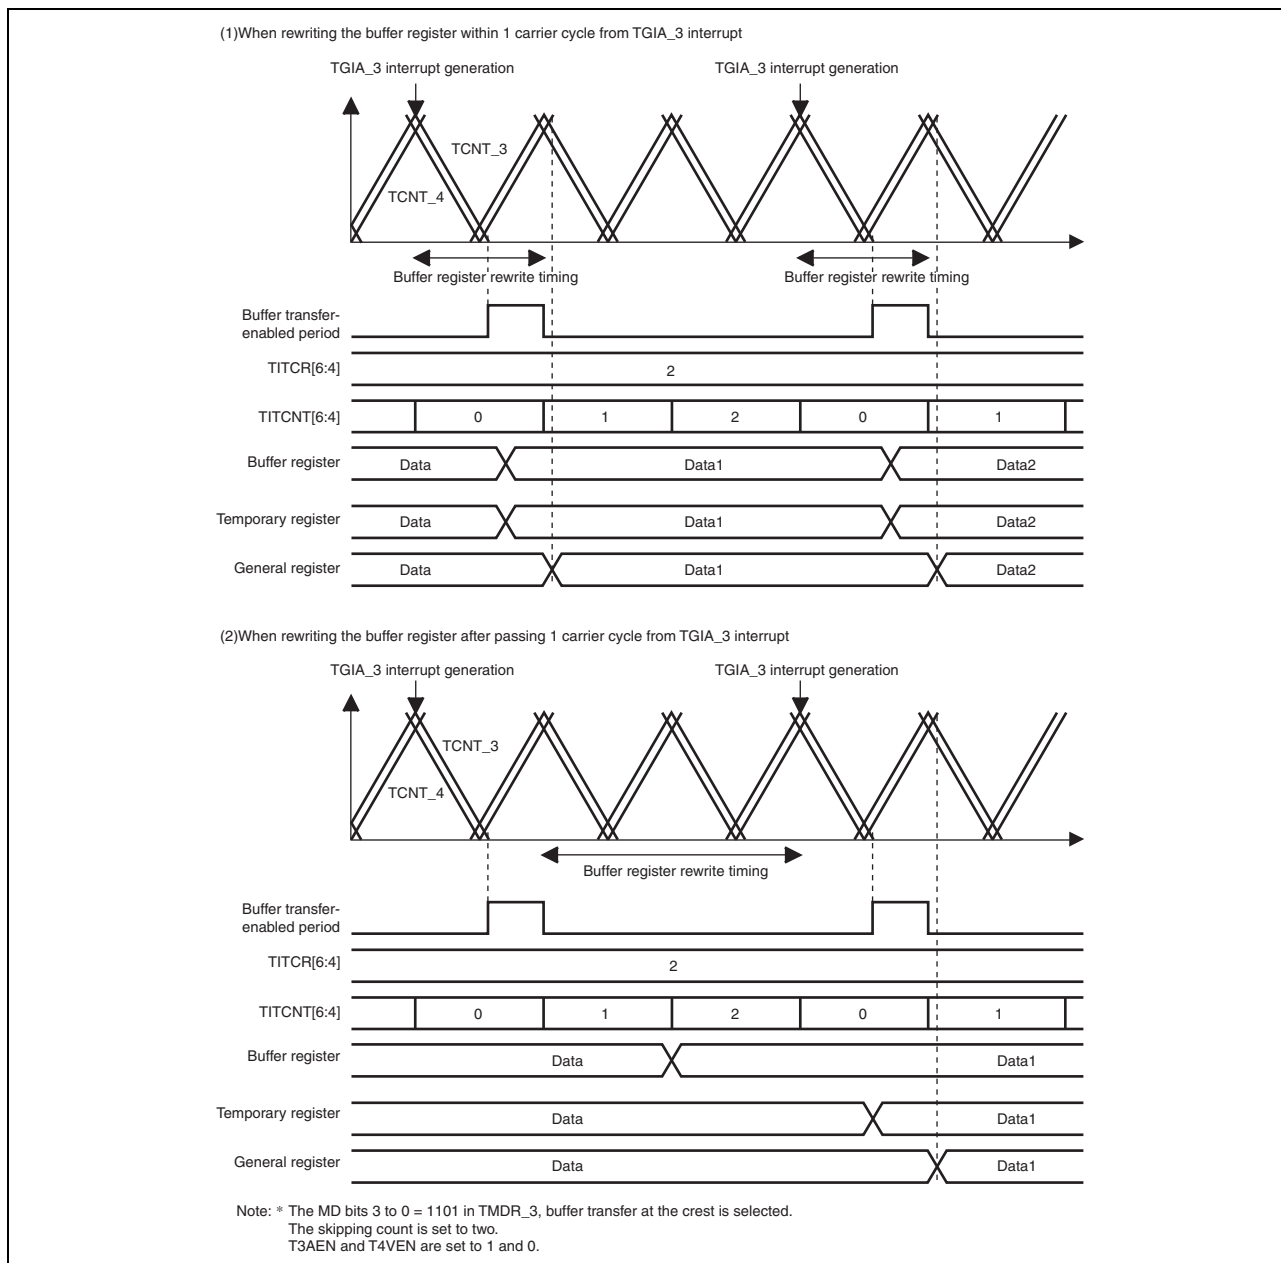 (1)When rewriting the buffer register within 1 carrier cycle from TGIA_3 interrupt
TGIA_3 interrupt generation
TGIA_3 interrupt generation
TCNT_3
TCNT_4
Buffer register rewrite timing
Buffer register rewrite timing
Buffer transfer-
enabled period
TITCR[6:4]
2
TITCNT[6:4]
0
1
2
0
1
Buffer register
Data
Data1
Data2
Temporary register
Data
Data1
Data2
General register
Data
Data1
Data2
(2)When rewriting the buffer register after passing 1 carrier cycle from TGIA_3 interrupt
TGIA_3 interrupt generation
TGIA_3 interrupt generation
TCNT_3
TCNT_4
Buffer register rewrite timing
Buffer transfer-
enabled period
TITCR[6:4]
2
TITCNT[6:4]
0
1
2
0
1
Buffer register
Data
Data1
Temporary register
Data
Data1
General register
Data
Data1
Note: * The MD bits 3 to 0 = 1101 in TMDR_3, buffer transfer at the crest is selected.
The skipping count is set to two.
T3AEN and T4VEN are set to 1 and 0.